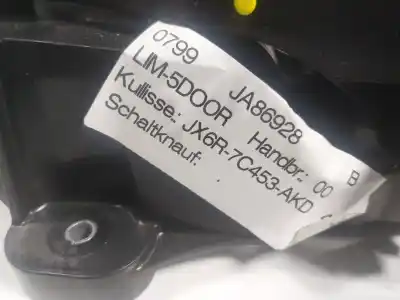 0799 JA86928
LIM-5DOOR Handbr.: 00 B
Kullisse.: JX6R-7C453-AKD
Schaltknauf: